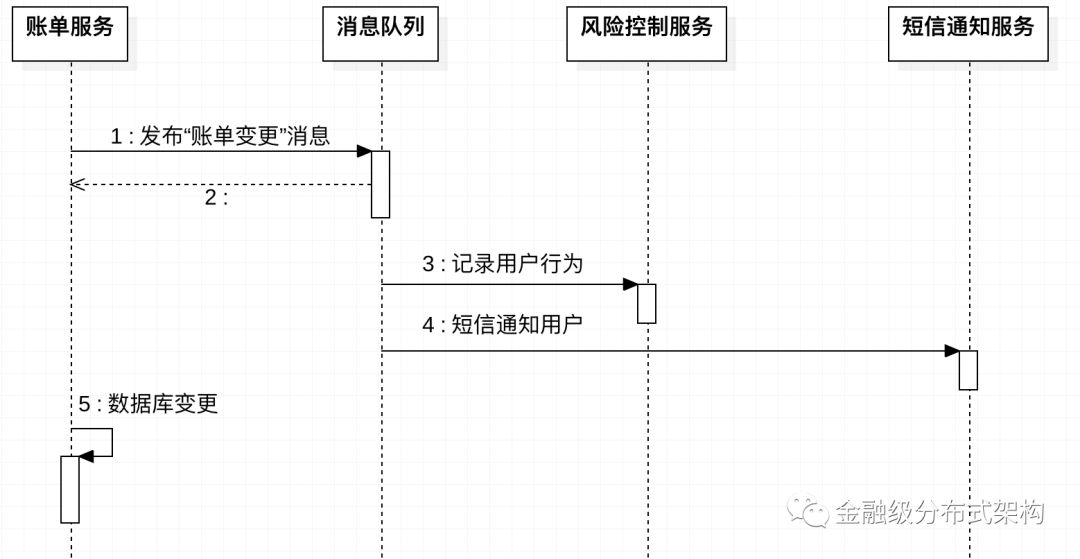 账单服务
消息队列
风险控制服务
短信通知服务
1 : 发布“账单变更”消息
2 :
3 : 记录用户行为
4 : 短信通知用户
5 : 数据库变更
金融级分布式架构